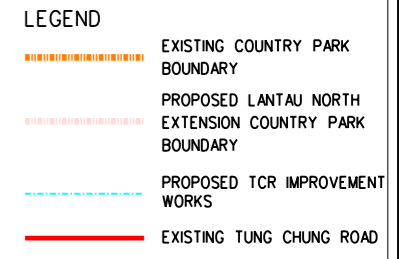 LEGEND
EXISTING COUNTRY PARK
BOUNDARY
PROPOSED LANTAU NORTH
EXTENSION COUNTRY PARK
BOUNDARY
PROPOSED TCR IMPROVEMENT
WORKS
EXISTING TUNG CHUNG ROAD